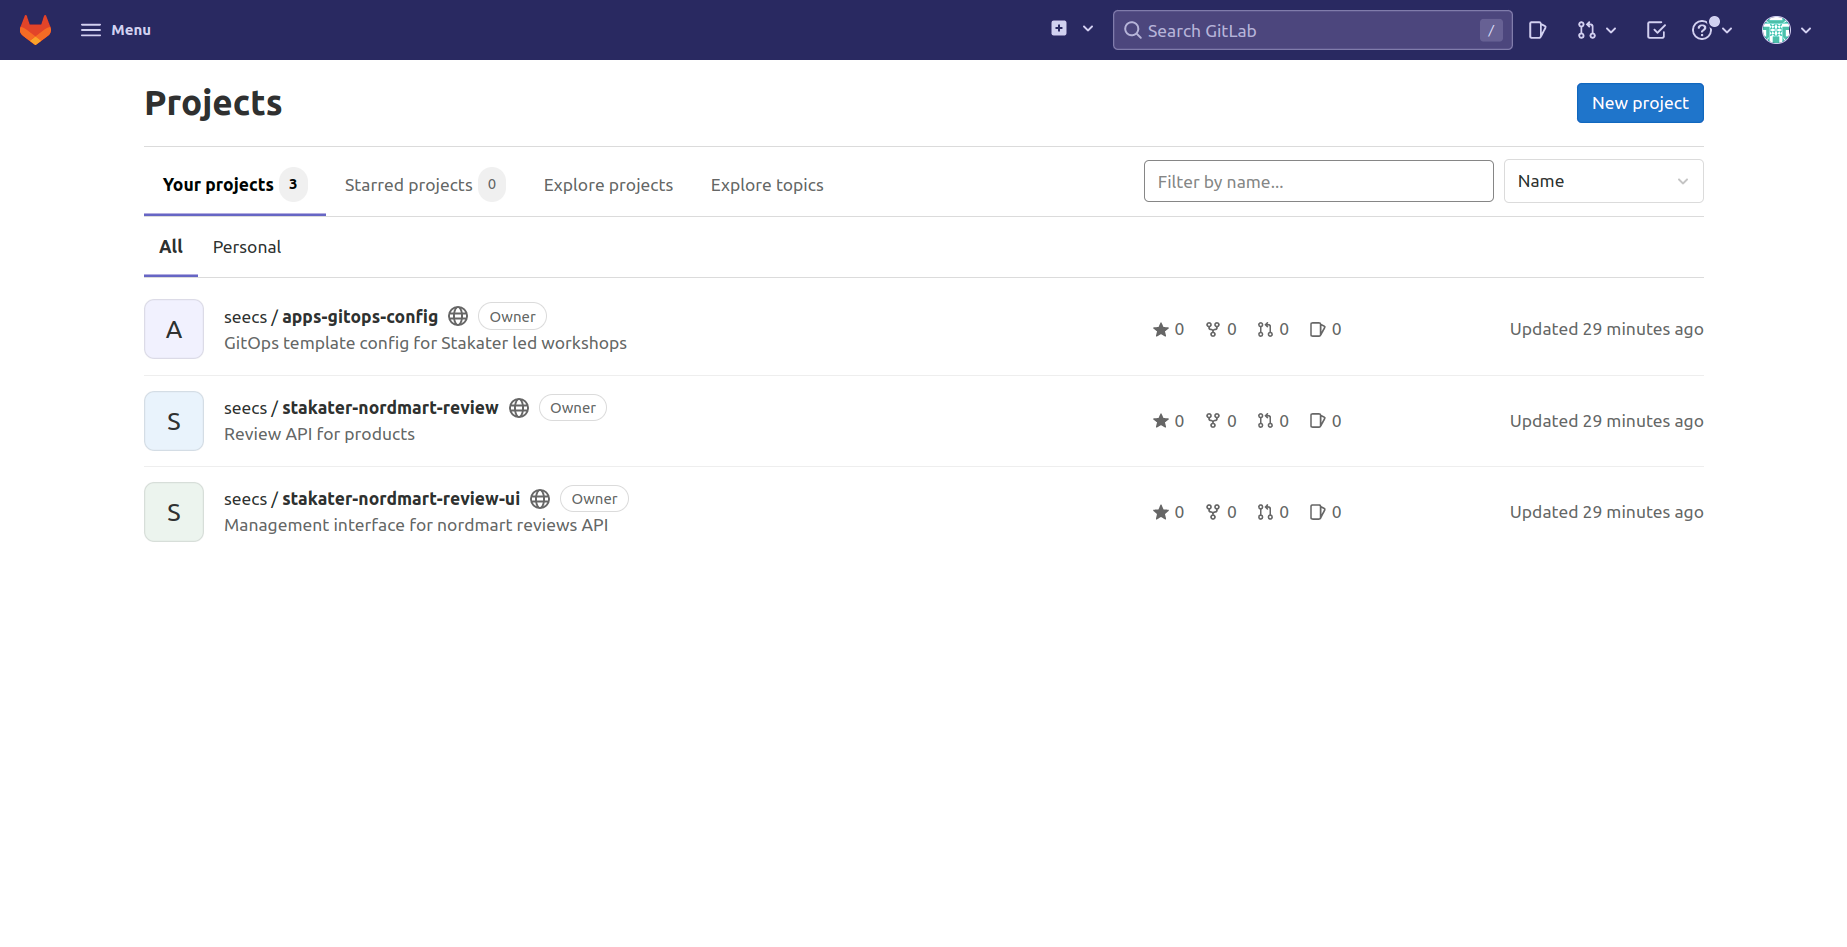 Menu
Search GitLab /
Projects
New project
Your projects 3 Starred projects 0 Explore projects Explore topics
Filter by name... Name
All Personal
A seecs / apps-gitops-config Owner
GitOps template config for Stakater led workshops
0 0 0 0 Updated 29 minutes ago
S seecs / stakater-nordmart-review Owner
Review API for products
0 0 0 0 Updated 29 minutes ago
S seecs / stakater-nordmart-review-ui Owner
Management interface for nordmart reviews API
0 0 0 0 Updated 29 minutes ago